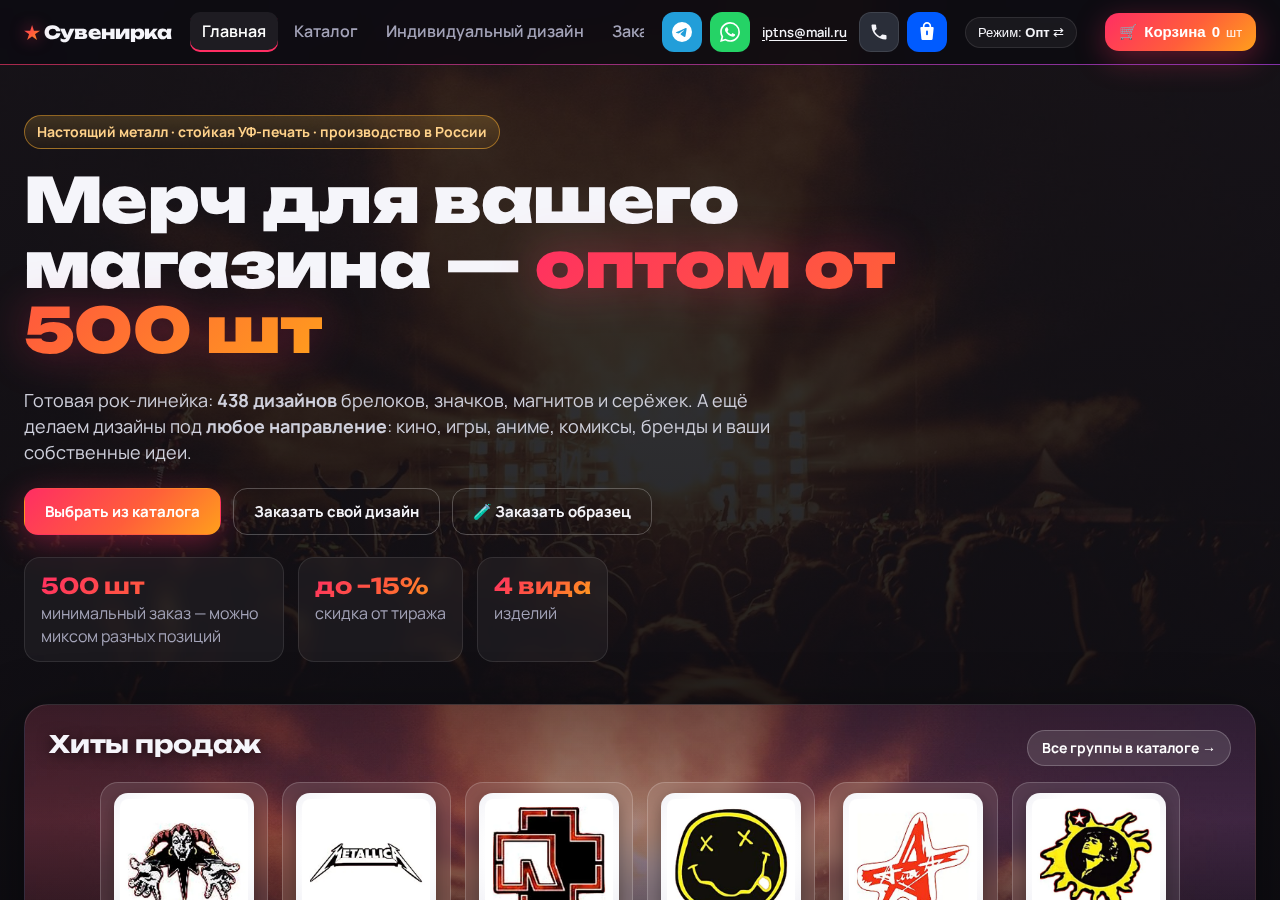 ★ Сувенирка
Главная
Каталог
Индивидуальный дизайн
Зака
iptns@mail.ru
Режим: Опт ⇄
🛒 Корзина 0 шт
Настоящий металл · стойкая УФ-печать · производство в России
Мерч для вашего
магазина — оптом от
500 шт
Готовая рок-линейка: 438 дизайнов брелоков, значков, магнитов и серёжек. А ещё
делаем дизайны под любое направление: кино, игры, аниме, комиксы, бренды и ваши
собственные идеи.
Выбрать из каталога
Заказать свой дизайн
🧪 Заказать образец
500 шт
минимальный заказ — можно
миксом разных позиций
до −15%
скидка от тиража
4 вида
изделий
Хиты продаж
Все группы в каталоге →
METALLICA